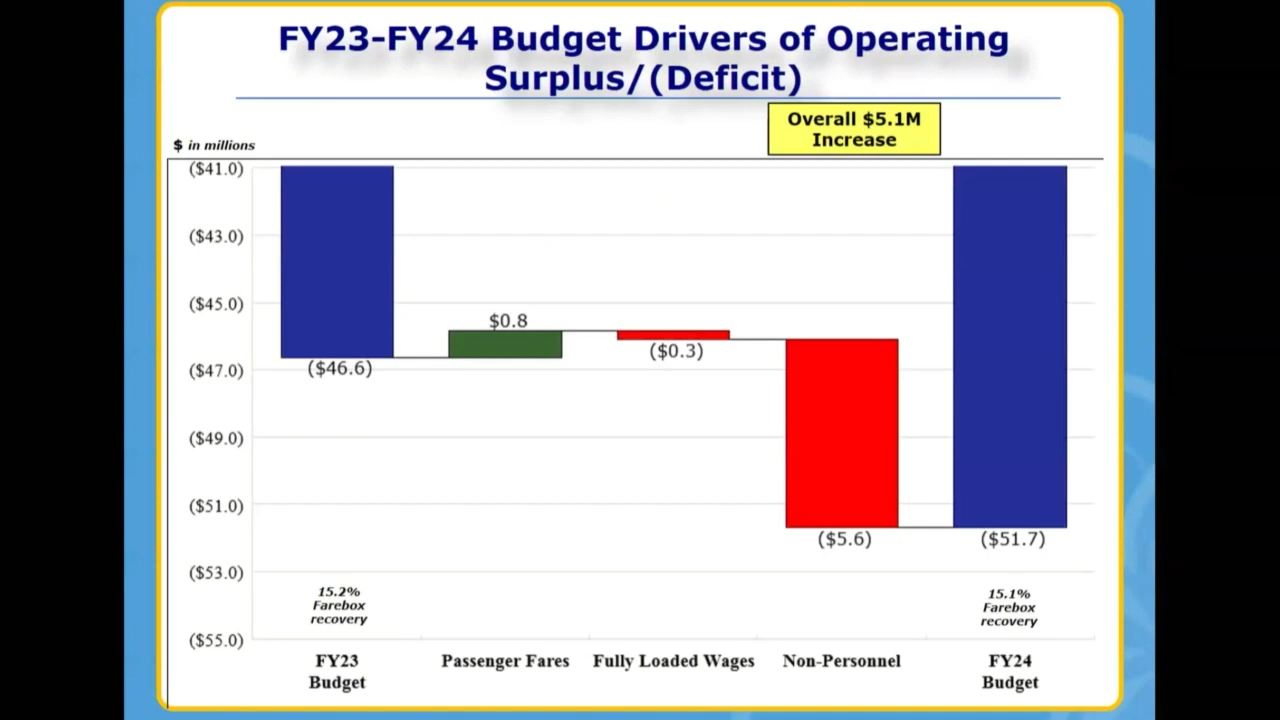 FY23-FY24 Budget Drivers of Operating
Surplus/(Deficit)
Overall $5.1M
Increase
$ in millions
($41.0)
($43.0)
($45.0)
($47.0)
($49.0)
($51.0)
($53.0)
($55.0)
($46.6)
$0.8
($0.3)
($5.6)
($51.7)
15.2%
Farebox
recovery
15.1%
Farebox
recovery
FY23
Budget
Passenger Fares
Fully Loaded Wages
Non-Personnel
FY24
Budget